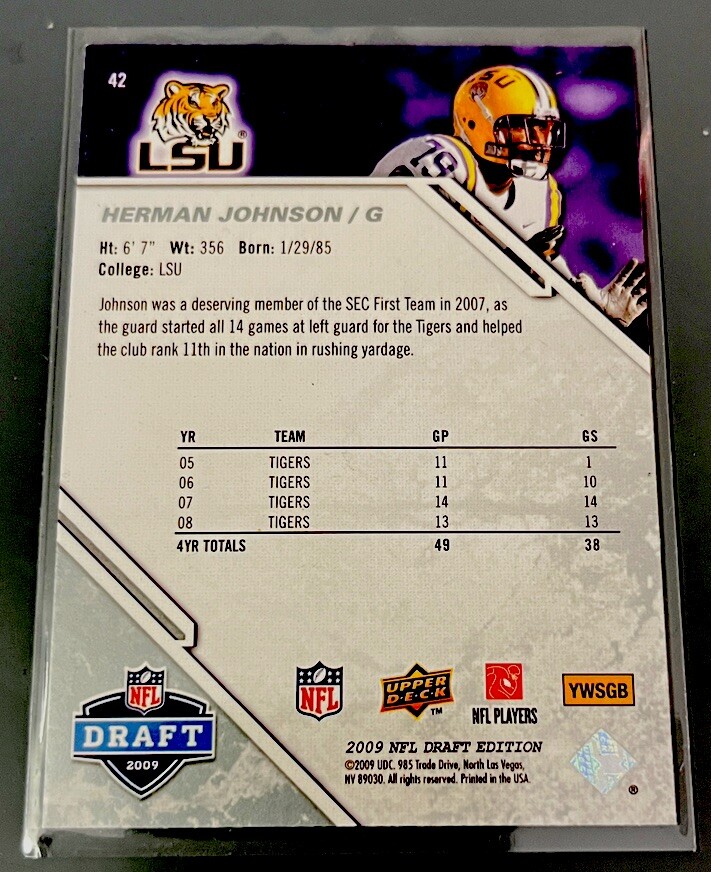 42
LSU
®
LSU
79
HERMAN JOHNSON / G
Ht: 6' 7" Wt: 356 Born: 1/29/85
College: LSU
Johnson was a deserving member of the SEC First Team in 2007, as
the guard started all 14 games at left guard for the Tigers and helped
the club rank 11th in the nation in rushing yardage.
YR TEAM GP GS
05 TIGERS 11 1
06 TIGERS 11 10
07 TIGERS 14 14
08 TIGERS 13 13
4YR TOTALS 49 38
NFL
DRAFT
2009
NFL
UPPER
D·E·C·K
™
NFL PLAYERS
YWSGB
2009 NFL DRAFT EDITION
©2009 UDC. 985 Trade Drive, North Las Vegas,
NV 89030. All rights reserved. Printed in the USA.
®